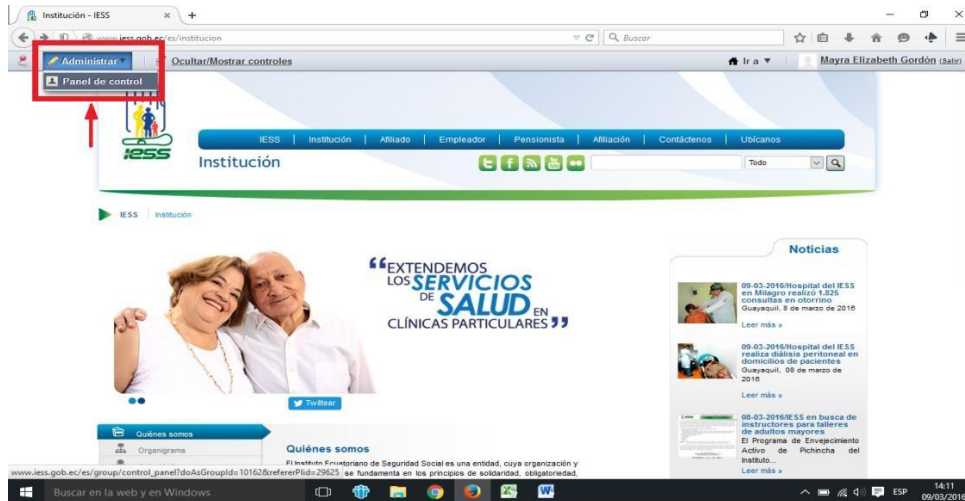 Institución - IESS
www.iess.gob.ec/es/institucion
Buscar
Administrar
Ocultar/Mostrar controles
Ir a
Mayra Elizabeth Gordón (Salir)
Panel de control
IESS
IESS | Institución | Afiliado | Empleador | Pensionista | Afiliación | Contáctenos | Ubícanos
Institución
Todo
IESS Institución
“EXTENDEMOS
LOS SERVICIOS
DE SALUD EN
CLÍNICAS PARTICULARES”
Twittear
Noticias
09-03-2016/Hospital del IESS
en Milagro realizó 1.825
consultas en otorrino
Guayaquil, 8 de marzo de 2016
Leer más »
09-03-2016/Hospital del IESS
realiza diálisis peritoneal en
domicilios de pacientes
Guayaquil, 08 de marzo de
2016
Leer más »
08-03-2016/IESS en busca de
instructores para talleres
de adultos mayores
El Programa de Envejecimiento
Activo de Pichincha del
Instituto...
Leer más »
Quiénes somos
Organigrama
Quiénes somos
El Instituto Ecuatoriano de Seguridad Social es una entidad, cuya organización y
se fundamenta en los principios de solidaridad, obligatoriedad,
www.iess.gob.ec/es/group/control_panel?doAsGroupId=10162&refererPlid=29625
Buscar en la web y en Windows
ESP
14:11
09/03/2016